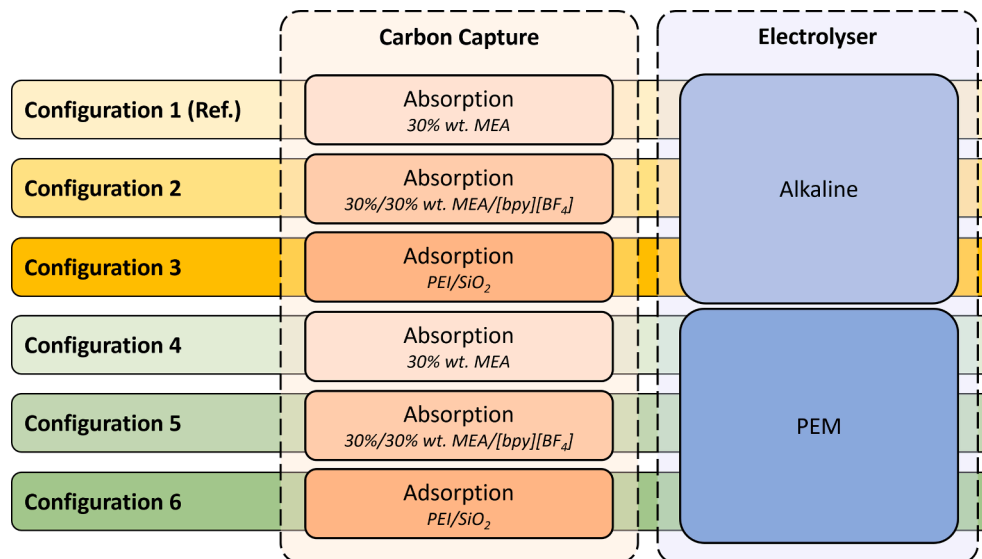 Carbon Capture
Electrolyser
Configuration 1 (Ref.)
Absorption
30% wt. MEA
Configuration 2
Absorption
30%/30% wt. MEA/[bpy][BF₄]
Alkaline
Configuration 3
Adsorption
PEI/SiO₂
Configuration 4
Absorption
30% wt. MEA
Configuration 5
Absorption
30%/30% wt. MEA/[bpy][BF₄]
PEM
Configuration 6
Adsorption
PEI/SiO₂